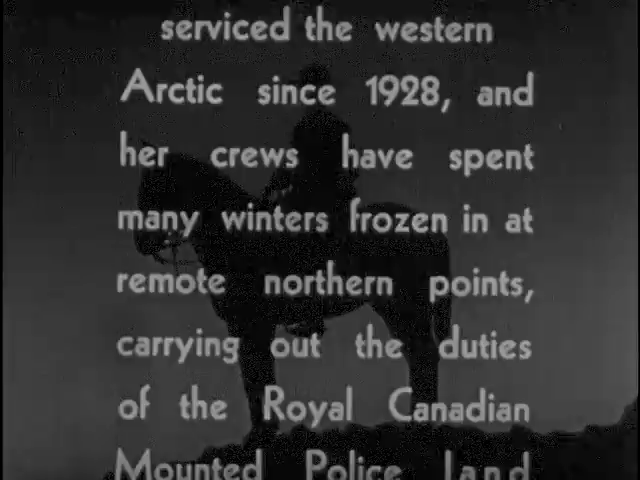 serviced the western
Arctic since 1928, and
her crews have spent
many winters frozen in at
remote northern points,
carrying out the duties
of the Royal Canadian
Mounted Police land